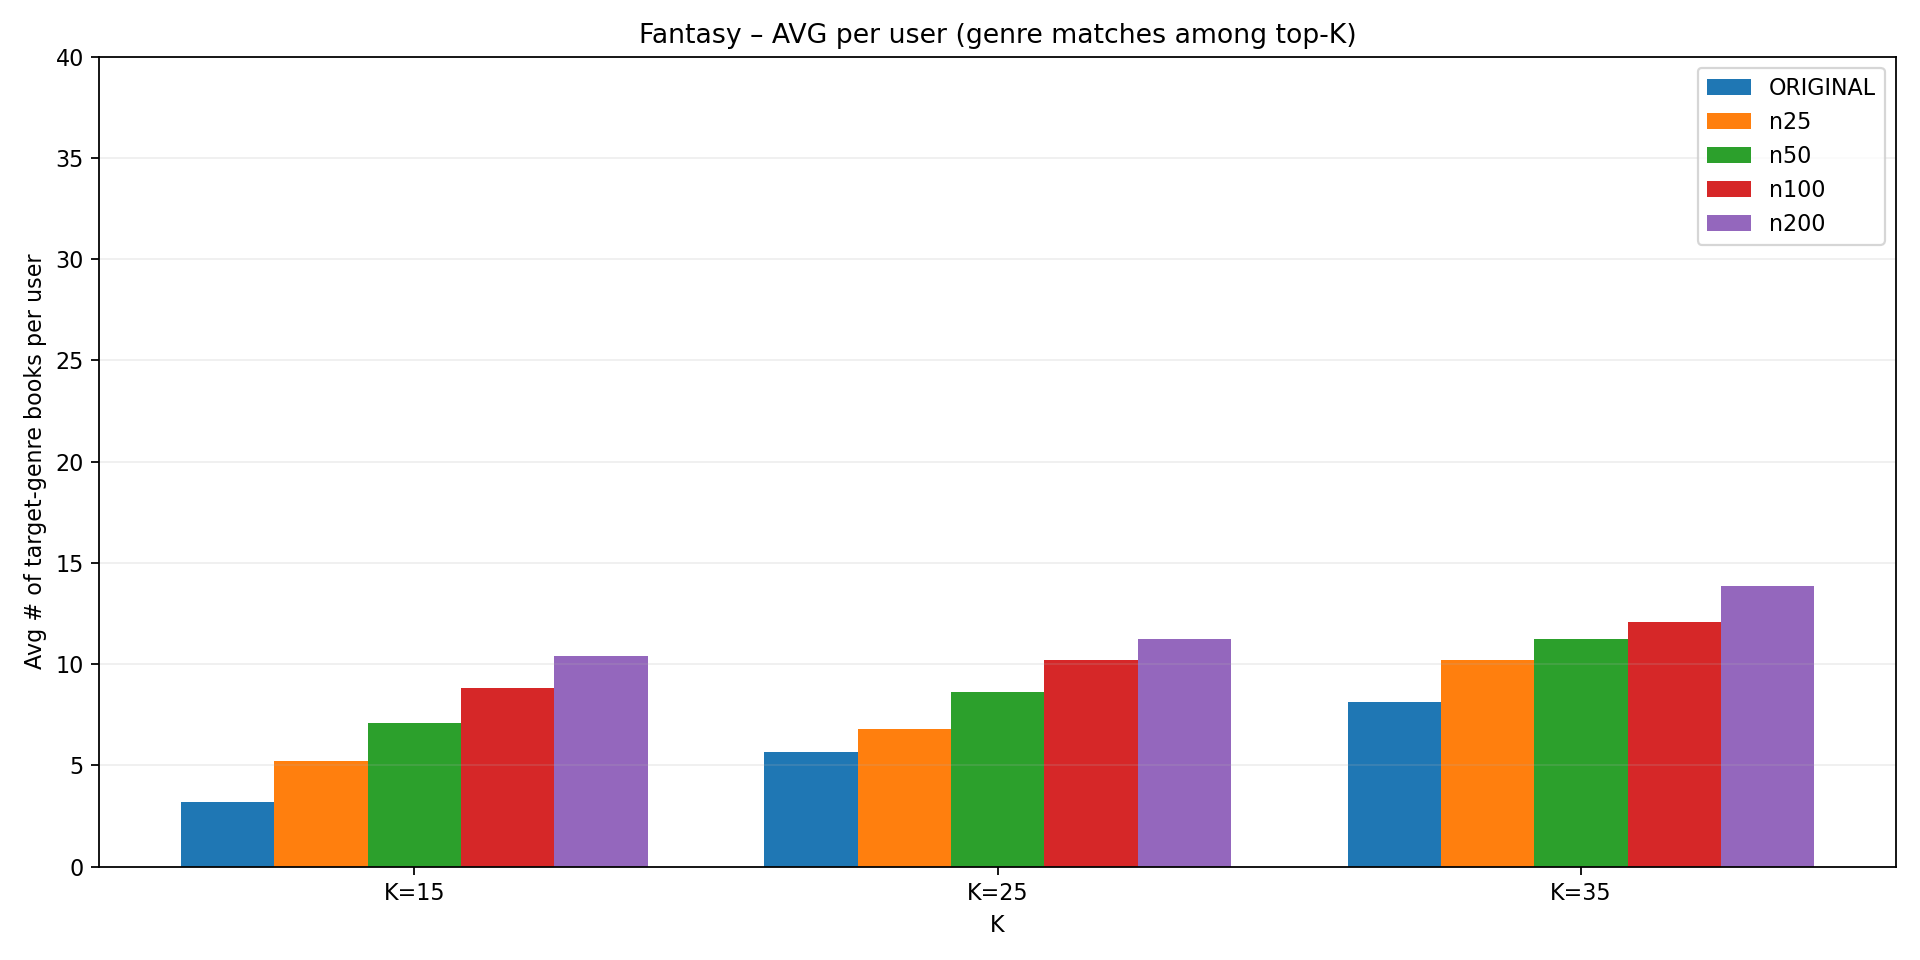 Fantasy – AVG per user (genre matches among top-K)
Avg # of target-genre books per user
40
35
30
25
20
15
10
5
0
ORIGINAL
n25
n50
n100
n200
K=15 K=25 K=35
K